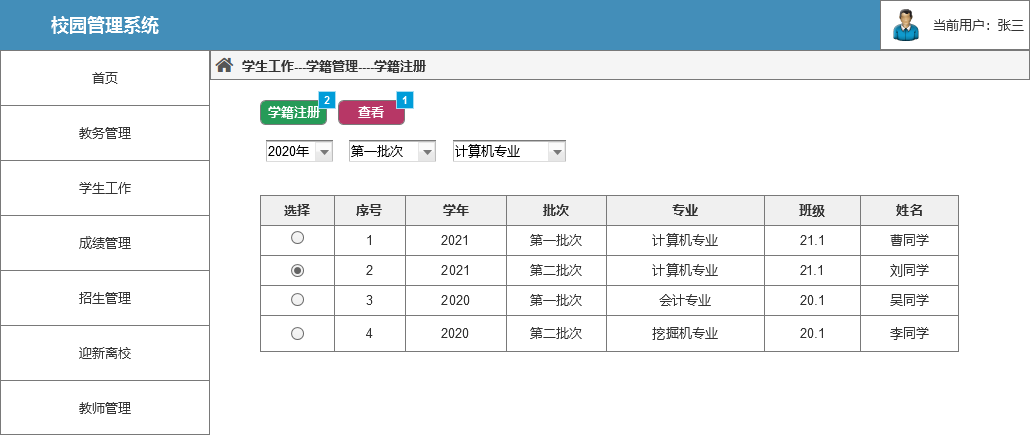 校园管理系统
当前用户：张三
首页
教务管理
学生工作
成绩管理
招生管理
迎新离校
教师管理
学生工作---学籍管理----学籍注册
学籍注册 2 查看 1
2020年 第一批次 计算机专业
选择 序号 学年 批次 专业 班级 姓名
1 2021 第一批次 计算机专业 21.1 曹同学
2 2021 第二批次 计算机专业 21.1 刘同学
3 2020 第一批次 会计专业 20.1 吴同学
4 2020 第二批次 挖掘机专业 20.1 李同学